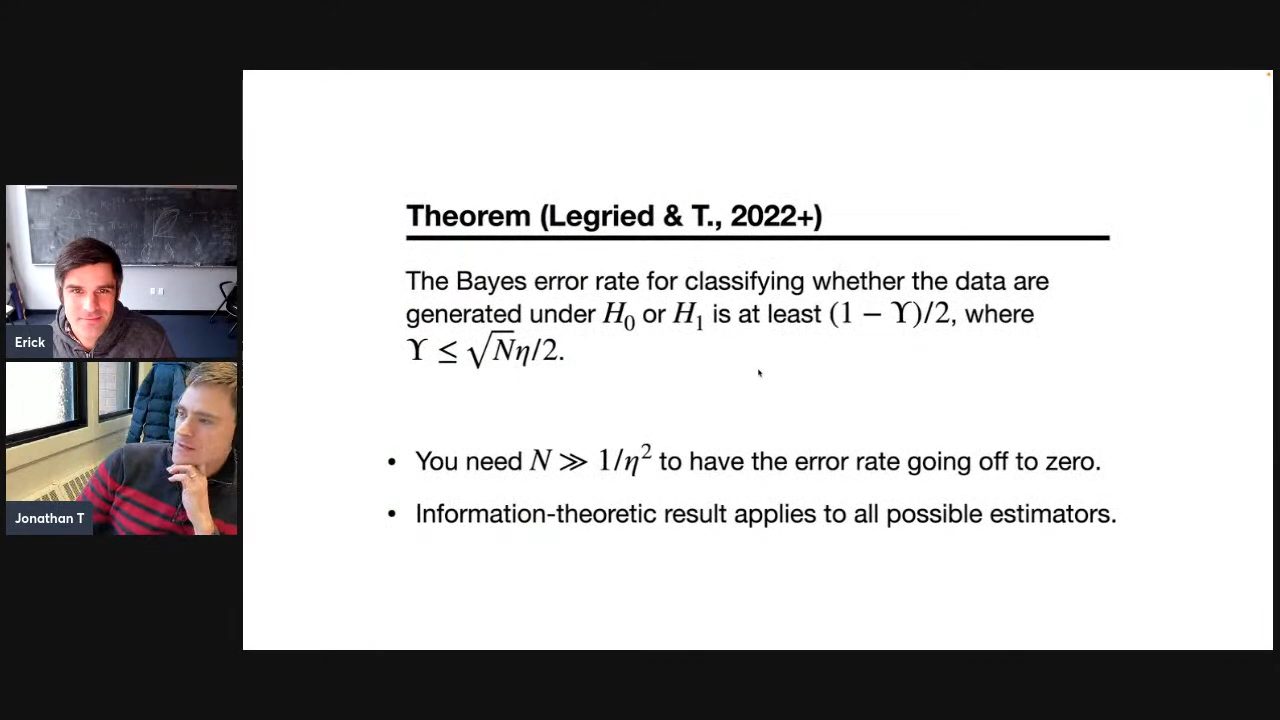 Theorem (Legried & T., 2022+)
The Bayes error rate for classifying whether the data are
generated under H₀ or H₁ is at least (1 − ϒ)/2, where
ϒ ≤ √Nη/2.
• You need N ≫ 1/η² to have the error rate going off to zero.
• Information-theoretic result applies to all possible estimators.
Erick
Jonathan T